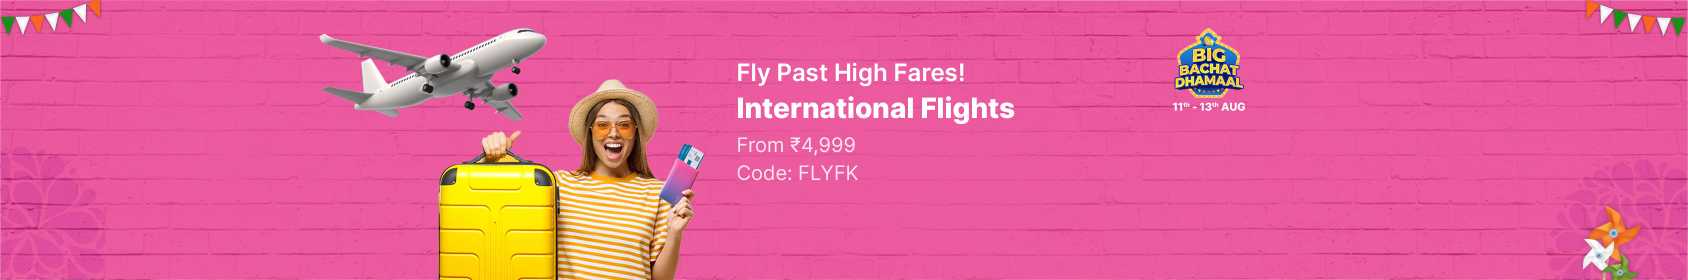 Fly Past High Fares!
International Flights
From ₹4,999
Code: FLYFK
BIG
BACHAT
DHAMAAL
11th - 13th AUG